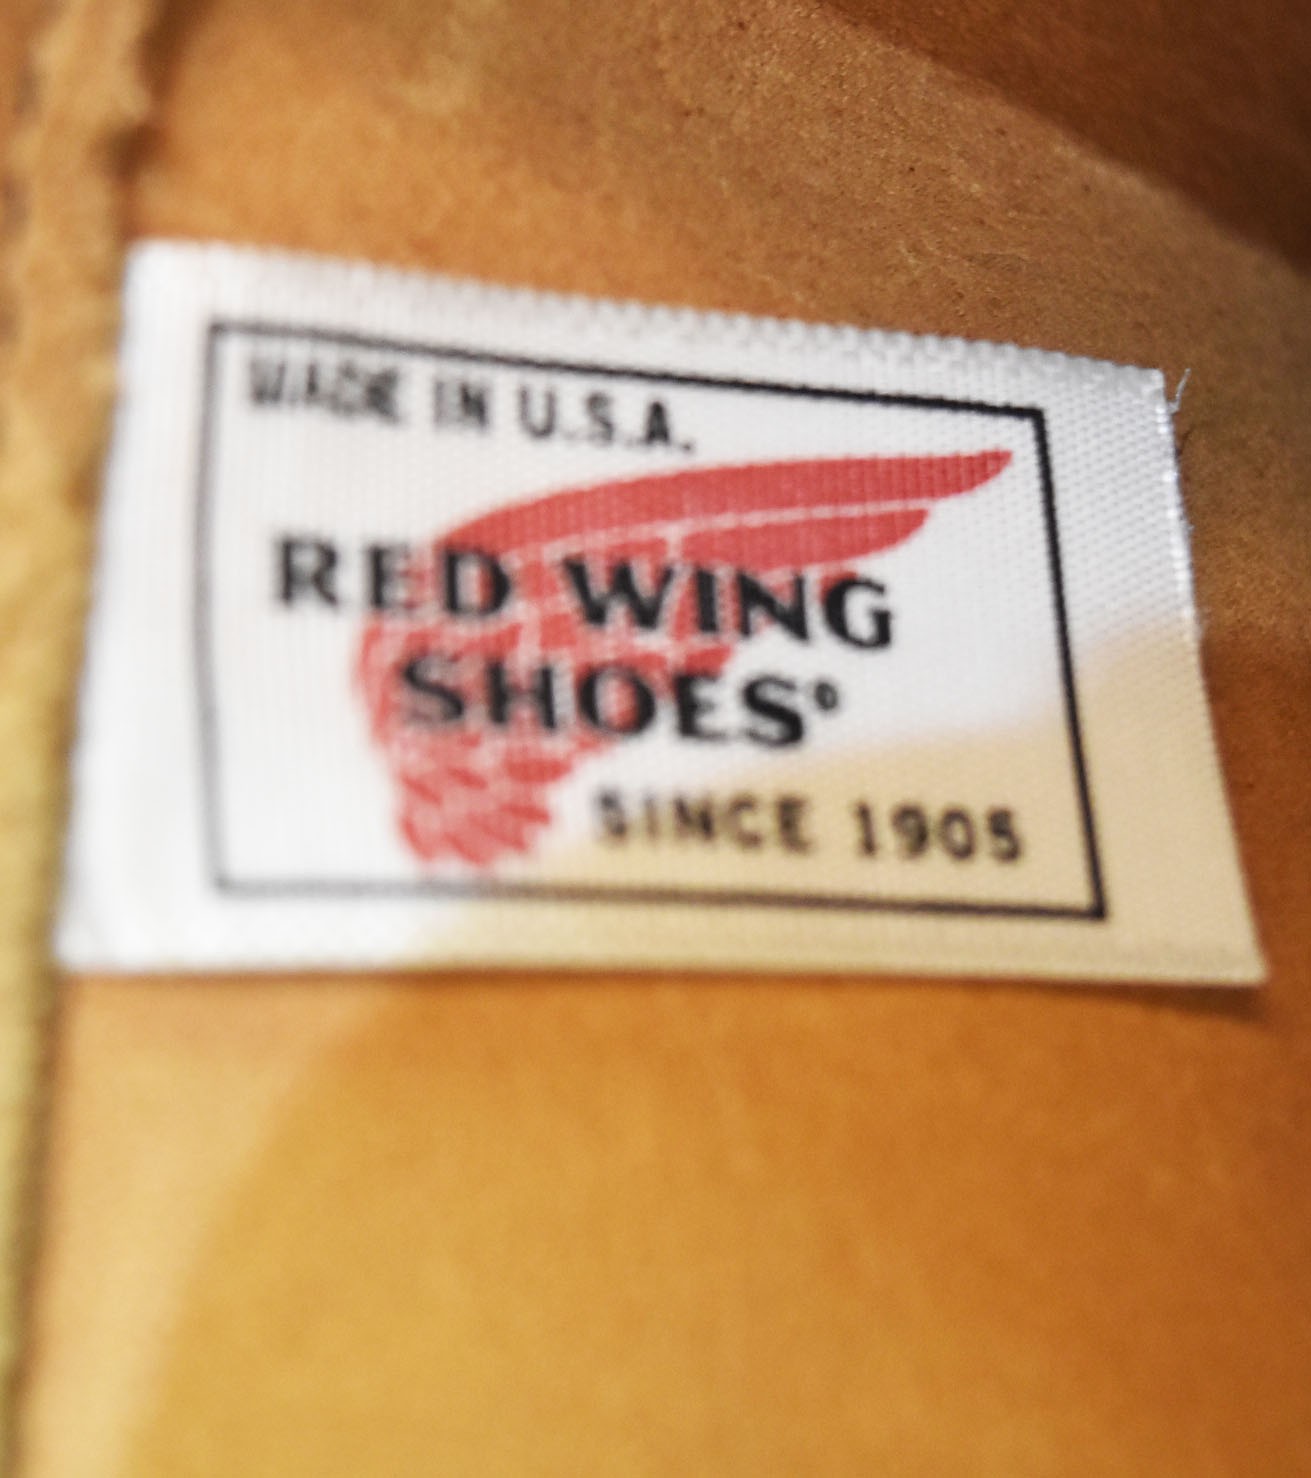 MADE IN U.S.A.
RED WING
SHOES®
SINCE 1905